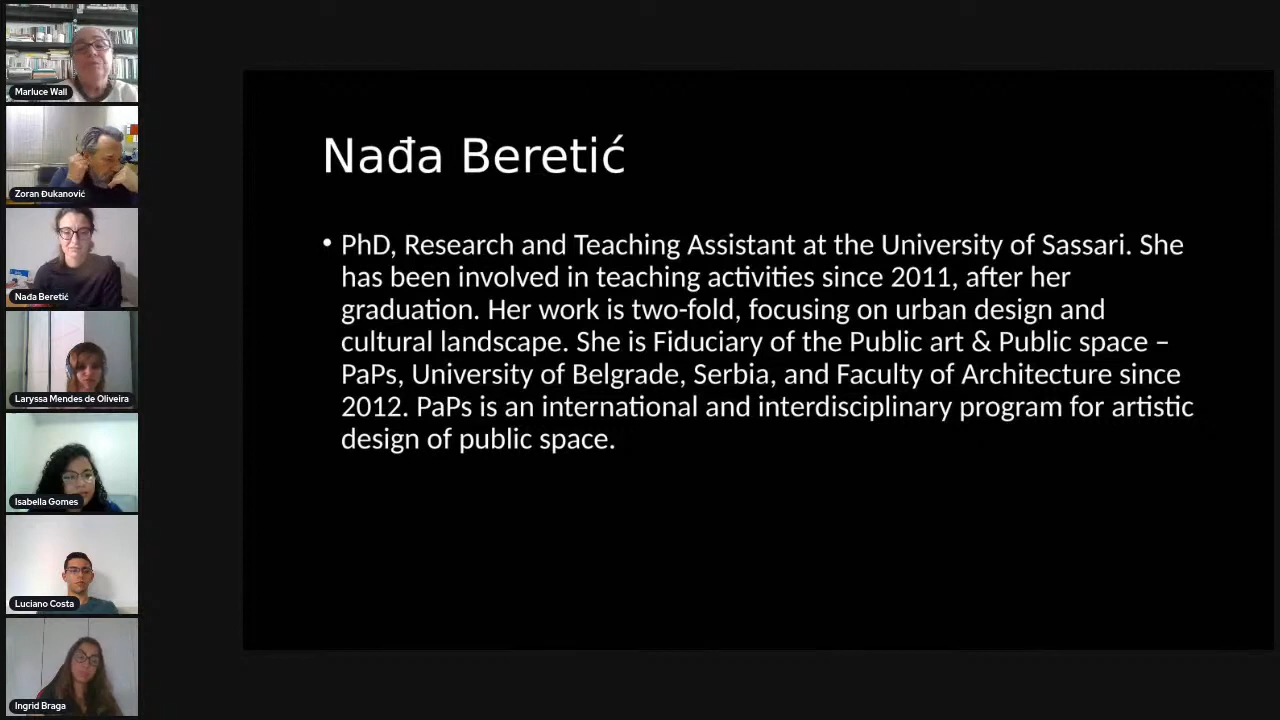 Marluce Wall
Zoran Đukanović
Nađa Beretić
Laryssa Mendes de Oliveira
Isabella Gomes
Luciano Costa
Ingrid Braga
Nađa Beretić
• PhD, Research and Teaching Assistant at the University of Sassari. She
has been involved in teaching activities since 2011, after her
graduation. Her work is two-fold, focusing on urban design and
cultural landscape. She is Fiduciary of the Public art & Public space –
PaPs, University of Belgrade, Serbia, and Faculty of Architecture since
2012. PaPs is an international and interdisciplinary program for artistic
design of public space.